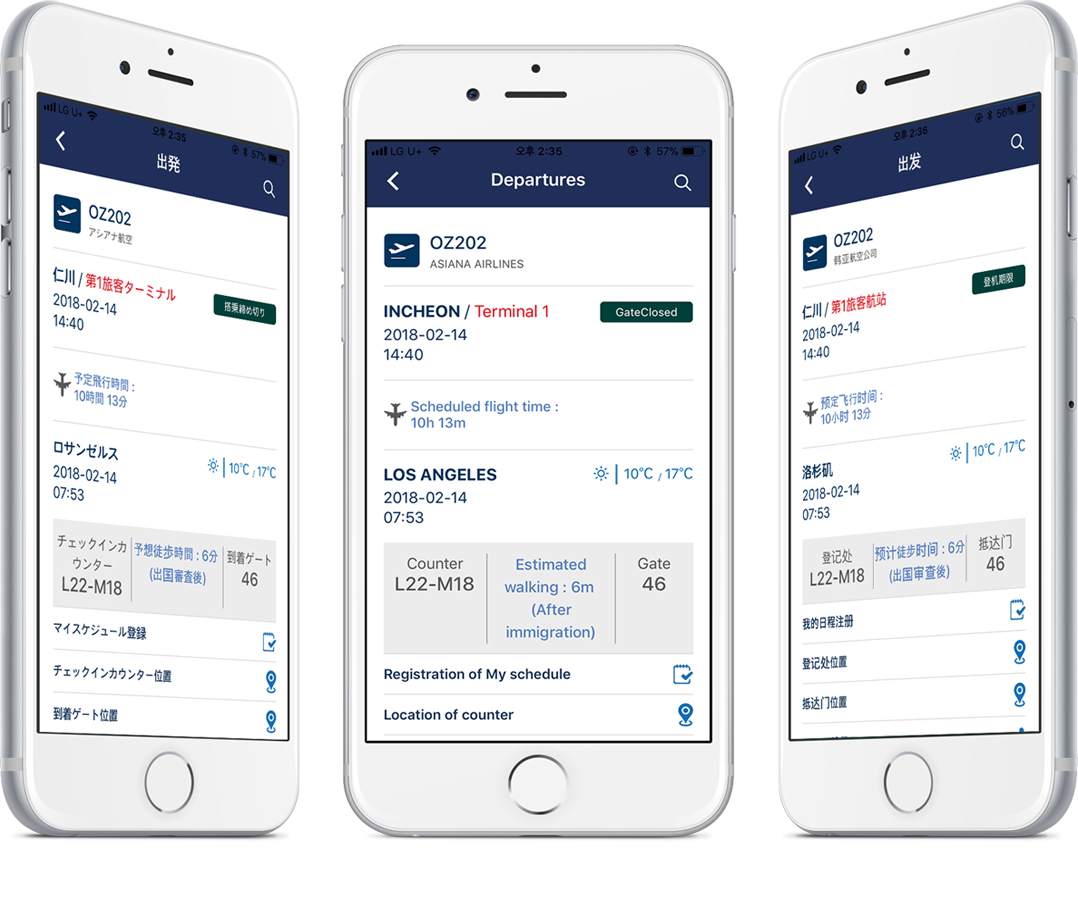 LG U+
오후 2:35
57%
出発
OZ202
アシアナ航空
仁川 / 第1旅客ターミナル
搭乗締め切り
2018-02-14
14:40
予定飛行時間 :
10時間 13分
ロサンゼルス
10℃ / 17℃
2018-02-14
07:53
チェックインカ
ウンター
L22-M18
予想徒歩時間 : 6分
(出国審査後)
到着ゲート
46
マイスケジュール登録
チェックインカウンター位置
到着ゲート位置
LG U+
오후 2:35
57%
Departures
OZ202
ASIANA AIRLINES
INCHEON / Terminal 1
GateClosed
2018-02-14
14:40
Scheduled flight time :
10h 13m
LOS ANGELES
10℃ / 17℃
2018-02-14
07:53
Counter
L22-M18
Estimated
walking : 6m
(After
immigration)
Gate
46
Registration of My schedule
Location of counter
LG U+
오후 2:36
56%
出发
OZ202
韩亚航空公司
仁川 / 第1旅客航站
登机期限
2018-02-14
14:40
预定飞行时间 :
10小时 13分
洛杉矶
10℃ / 17℃
2018-02-14
07:53
登记处
L22-M18
预计徒步时间 : 6分
(出国审查後)
抵达门
46
我的日程注册
登记处位置
抵达门位置